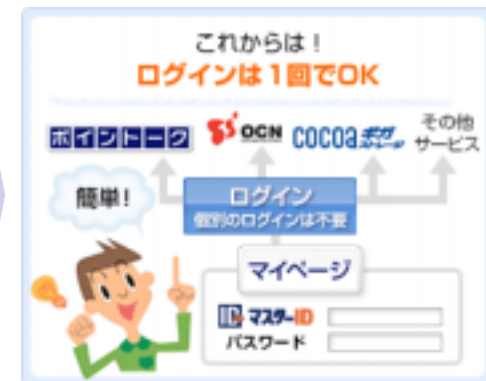 これからは!
ログインは1回でOK
ポイントーク
OCN
cocoa
その他
サービス
簡単!
ログイン
個別のログインは不要
マイページ
マスターID
パスワード